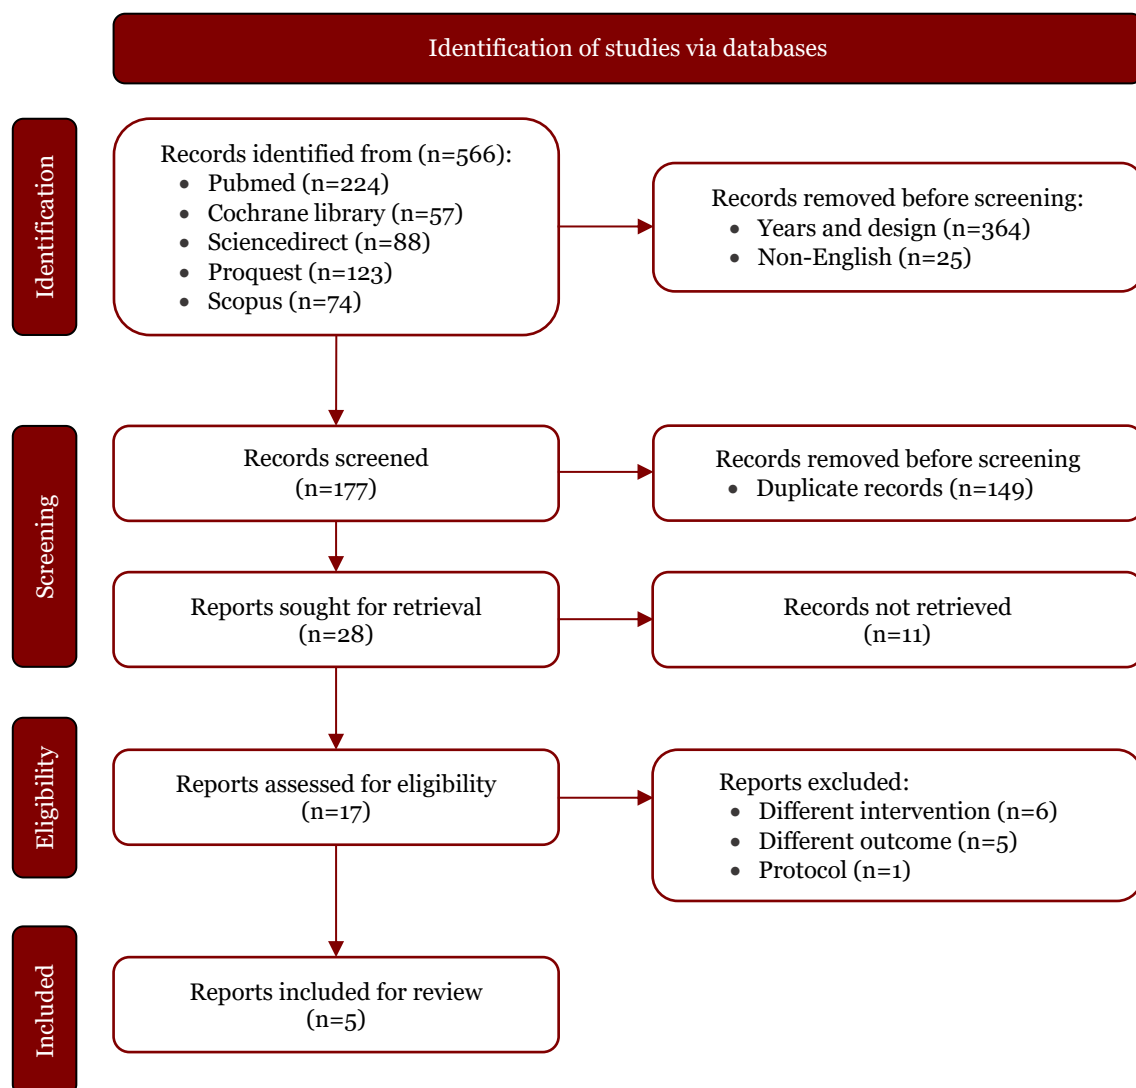 Identification of studies via databases
Identification
Records identified from (n=566):
• Pubmed (n=224)
• Cochrane library (n=57)
• Sciencedirect (n=88)
• Proquest (n=123)
• Scopus (n=74)
Records removed before screening:
• Years and design (n=364)
• Non-English (n=25)
Screening
Records screened
(n=177)
Records removed before screening
• Duplicate records (n=149)
Reports sought for retrieval
(n=28)
Records not retrieved
(n=11)
Eligibility
Reports assessed for eligibility
(n=17)
Reports excluded:
• Different intervention (n=6)
• Different outcome (n=5)
• Protocol (n=1)
Included
Reports included for review
(n=5)